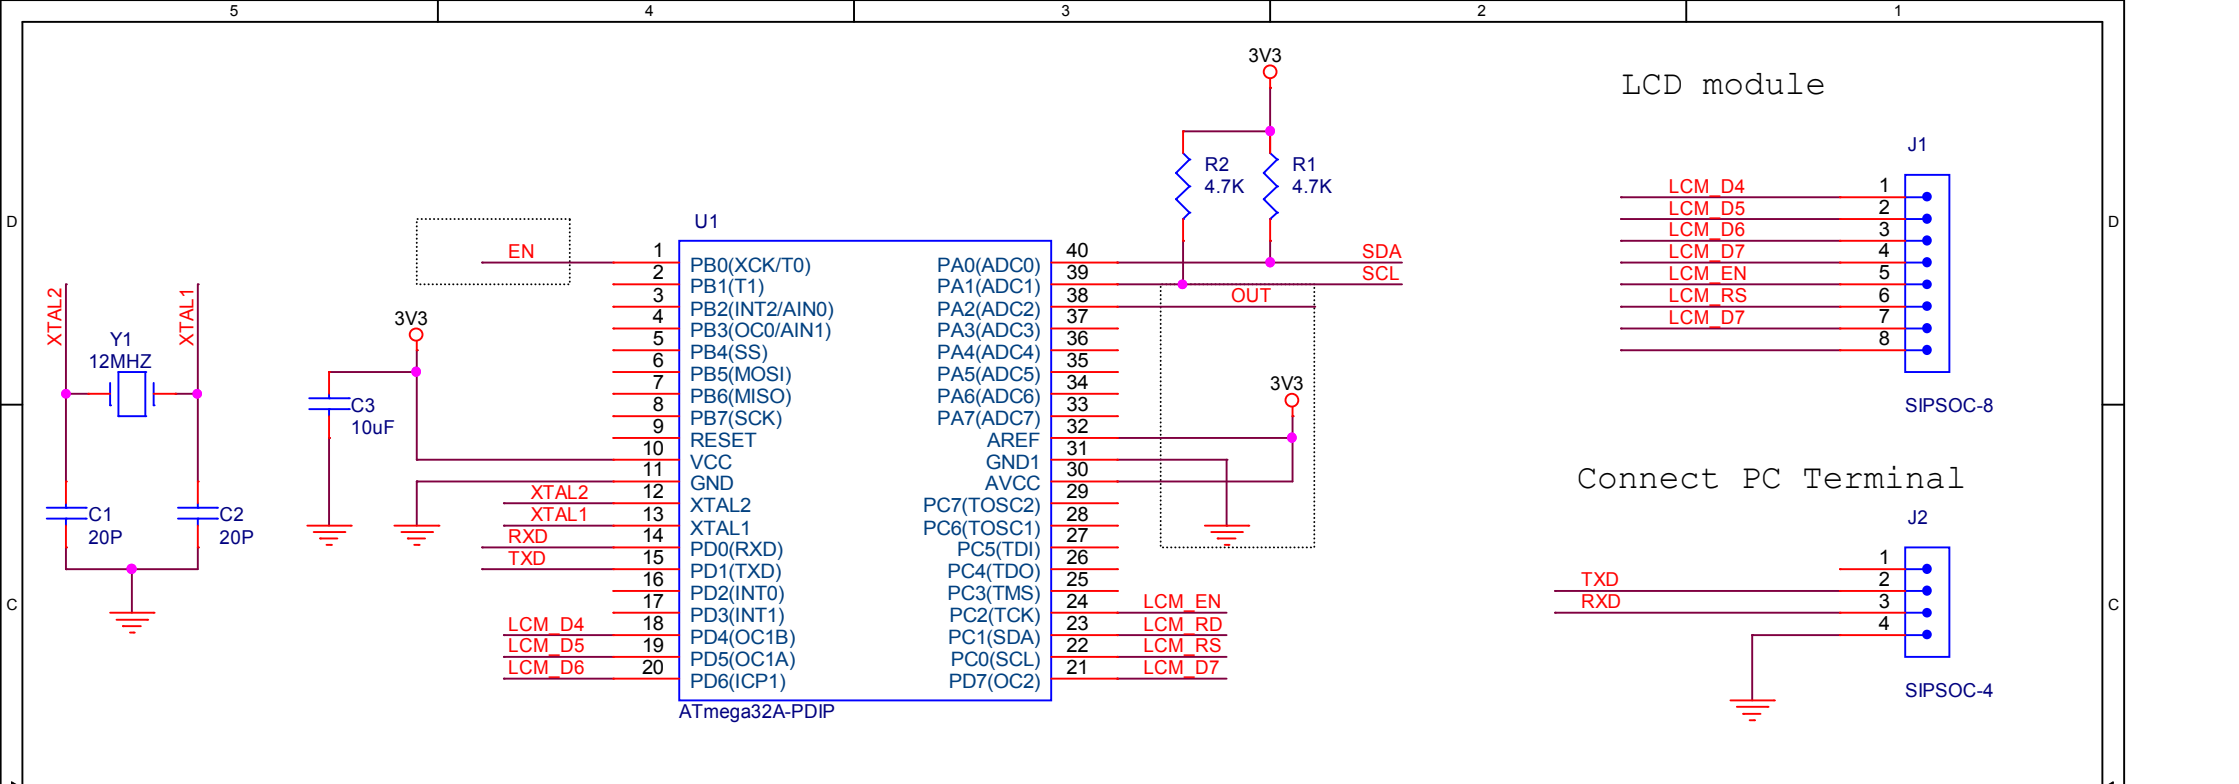 5 4 3 2 1
D D
C C
LCD module
J1
LCM_D4 1
LCM_D5 2
LCM_D6 3
LCM_D7 4
LCM_EN 5
LCM_RS 6
LCM_D7 7
8
SIPSOC-8
Connect PC Terminal
J2
1
TXD 2
RXD 3
4
SIPSOC-4
3V3
R2
4.7K
R1
4.7K
SDA
SCL
OUT
3V3
XTAL2
XTAL1
Y1
12MHZ
C1
20P
C2
20P
3V3
C3
10uF
U1
EN 1 PB0(XCK/T0)
2 PB1(T1)
3 PB2(INT2/AIN0)
4 PB3(OC0/AIN1)
5 PB4(SS)
6 PB5(MOSI)
7 PB6(MISO)
8 PB7(SCK)
9 RESET
10 VCC
11 GND
XTAL2 12 XTAL2
XTAL1 13 XTAL1
RXD 14 PD0(RXD)
TXD 15 PD1(TXD)
16 PD2(INT0)
17 PD3(INT1)
LCM_D4 18 PD4(OC1B)
LCM_D5 19 PD5(OC1A)
LCM_D6 20 PD6(ICP1)
PA0(ADC0) 40
PA1(ADC1) 39
PA2(ADC2) 38
PA3(ADC3) 37
PA4(ADC4) 36
PA5(ADC5) 35
PA6(ADC6) 34
PA7(ADC7) 33
AREF 32
GND1 31
AVCC 30
PC7(TOSC2) 29
PC6(TOSC1) 28
PC5(TDI) 27
PC4(TDO) 26
PC3(TMS) 25
PC2(TCK) 24 LCM_EN
PC1(SDA) 23 LCM_RD
PC0(SCL) 22 LCM_RS
PD7(OC2) 21 LCM_D7
ATmega32A-PDIP